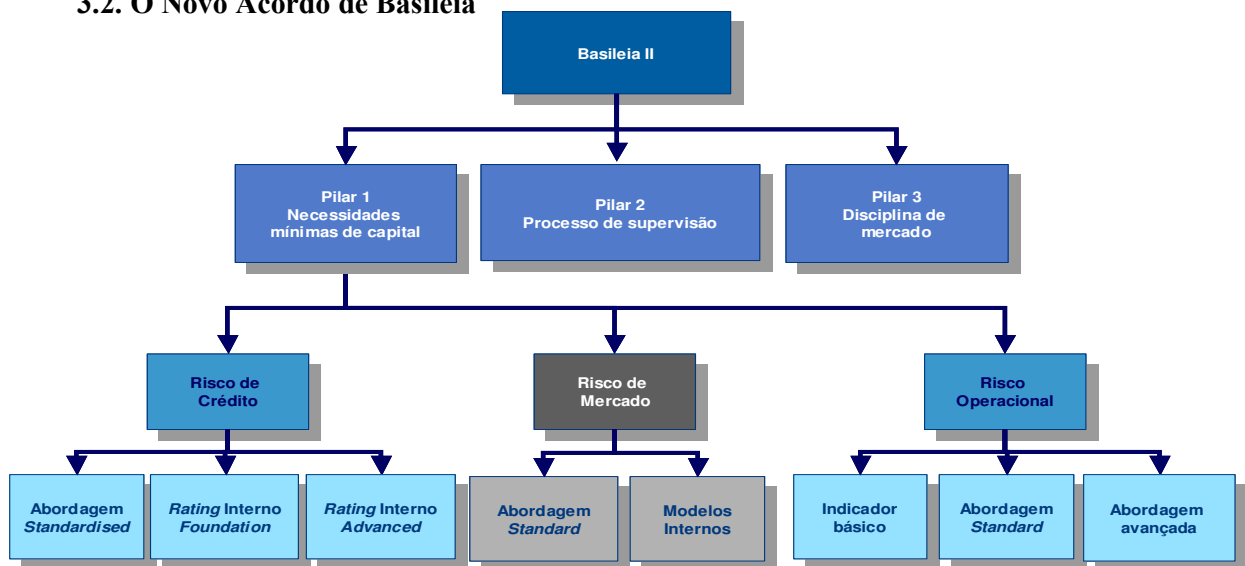 3.2. O Novo Acordo de Basileia
Basileia II
Pilar 1
Necessidades
mínimas de capital
Pilar 2
Processo de supervisão
Pilar 3
Disciplina de
mercado
Risco de
Crédito
Risco de
Mercado
Risco
Operacional
Abordagem
Standardised
Rating Interno
Foundation
Rating Interno
Advanced
Abordagem
Standard
Modelos
Internos
Indicador
básico
Abordagem
Standard
Abordagem
avançada